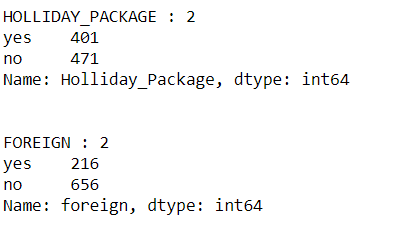 HOLLIDAY_PACKAGE : 2
yes    401
no     471
Name: Holliday_Package, dtype: int64
FOREIGN : 2
yes    216
no     656
Name: foreign, dtype: int64